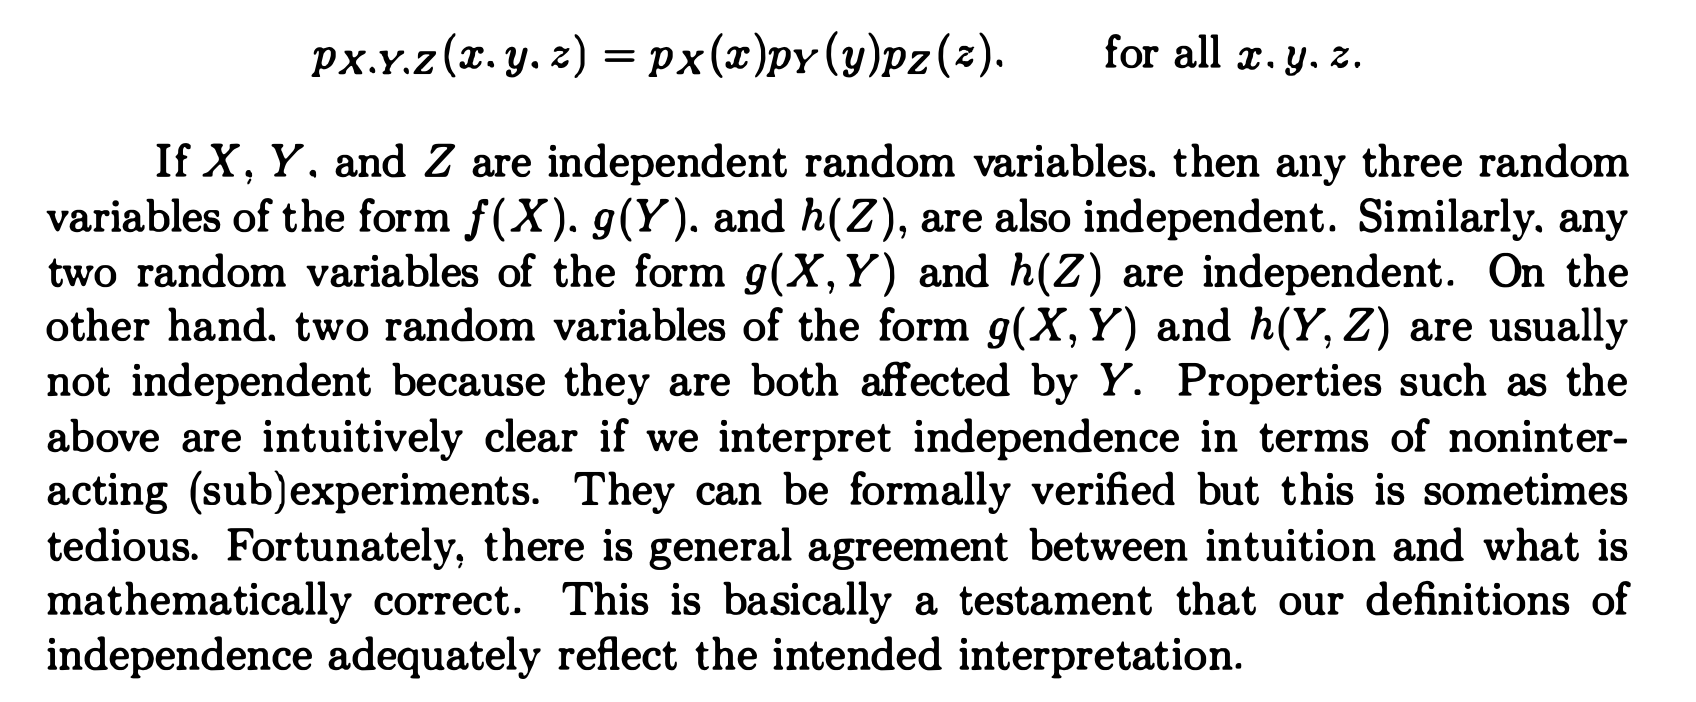 pX.Y.Z(x. y. z) = pX(x)pY(y)pZ(z). for all x. y. z.
If X, Y. and Z are independent random variables. then any three random
variables of the form f(X). g(Y). and h(Z), are also independent. Similarly. any
two random variables of the form g(X, Y) and h(Z) are independent. On the
other hand. two random variables of the form g(X, Y) and h(Y, Z) are usually
not independent because they are both affected by Y. Properties such as the
above are intuitively clear if we interpret independence in terms of noninter-
acting (sub)experiments. They can be formally verified but this is sometimes
tedious. Fortunately, there is general agreement between intuition and what is
mathematically correct. This is basically a testament that our definitions of
independence adequately reflect the intended interpretation.